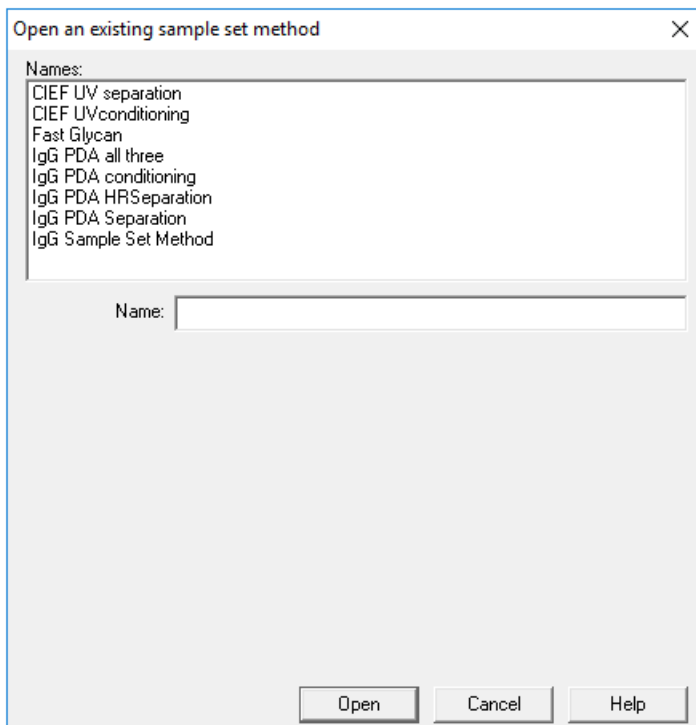 Open an existing sample set method
Names:
CIEF UV separation
CIEF UVconditioning
Fast Glycan
IgG PDA all three
IgG PDA conditioning
IgG PDA HRSeparation
IgG PDA Separation
IgG Sample Set Method
Name:
Open Cancel Help